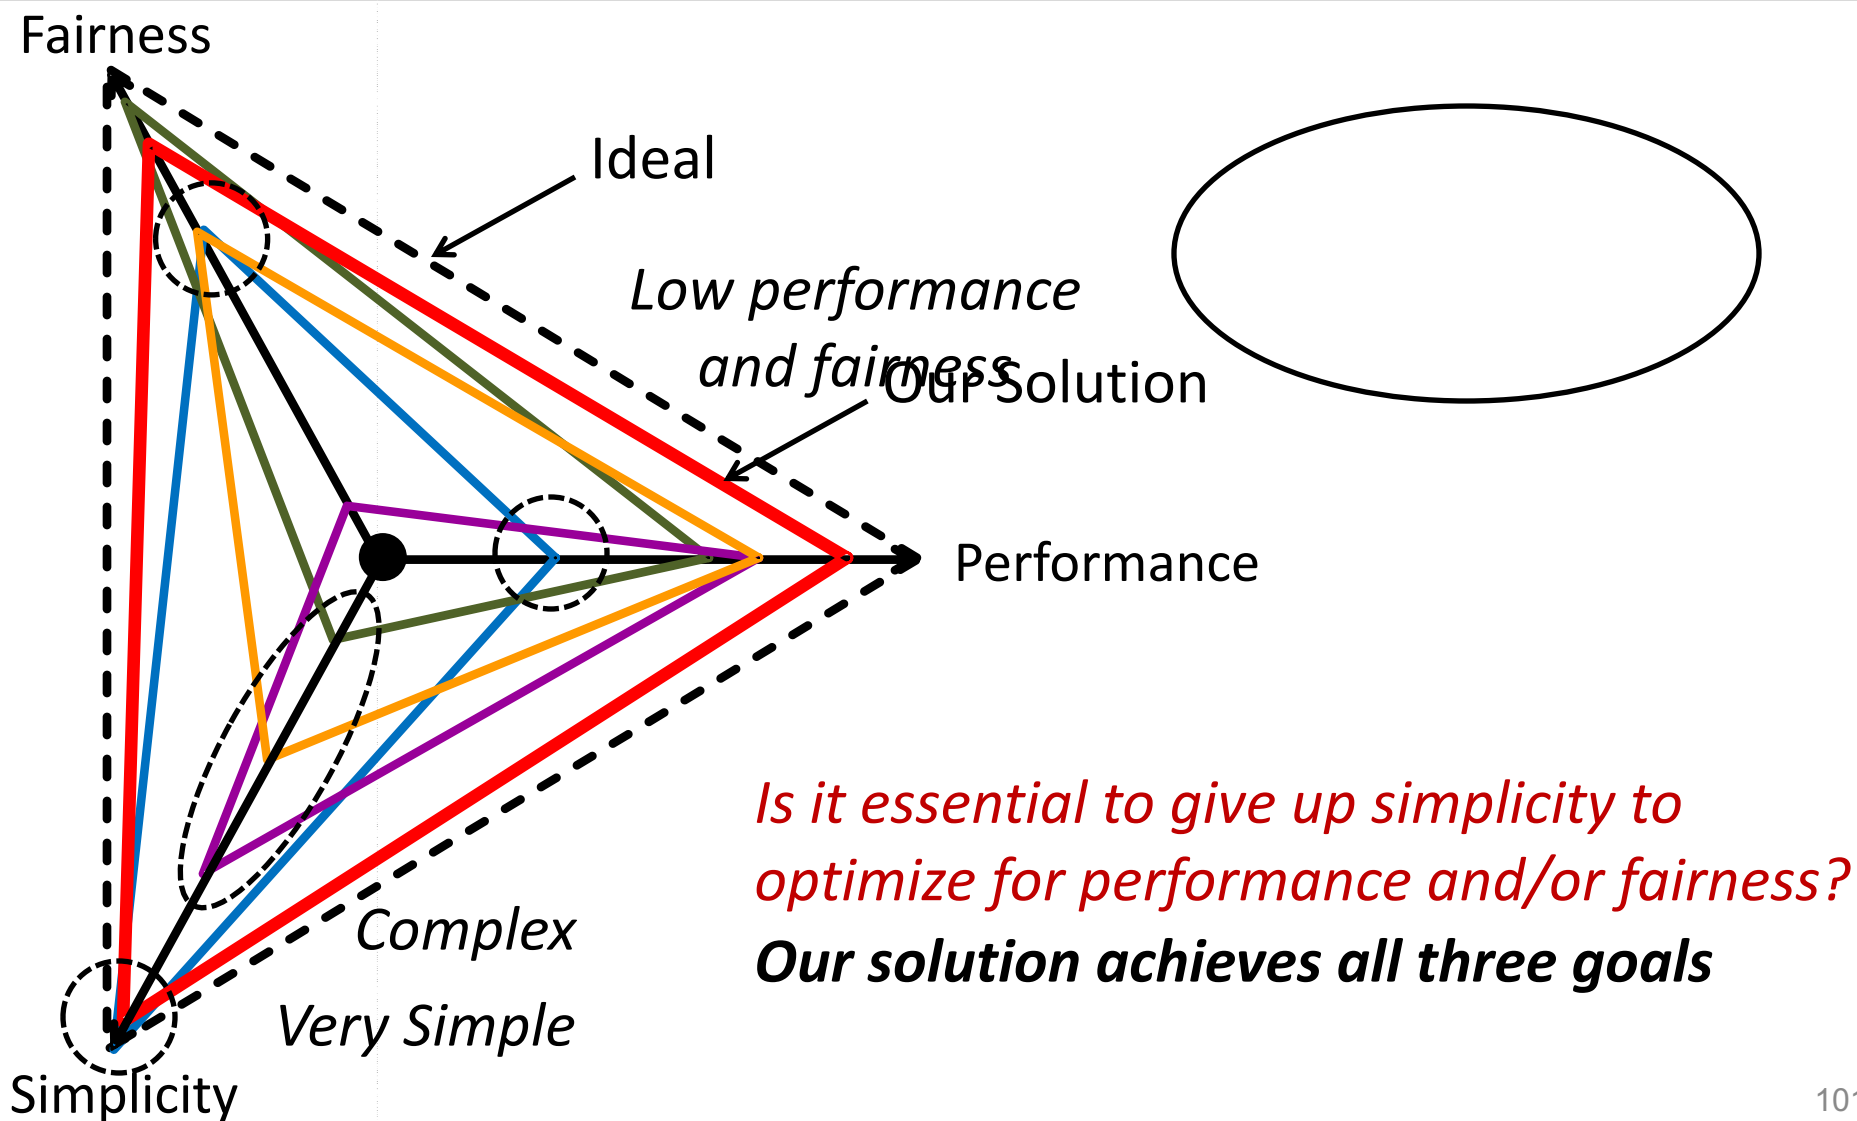 Fairness
Ideal
Low performance
and fairness
Our Solution
Performance
Is it essential to give up simplicity to
optimize for performance and/or fairness?
Our solution achieves all three goals
Complex
Very Simple
Simplicity
101